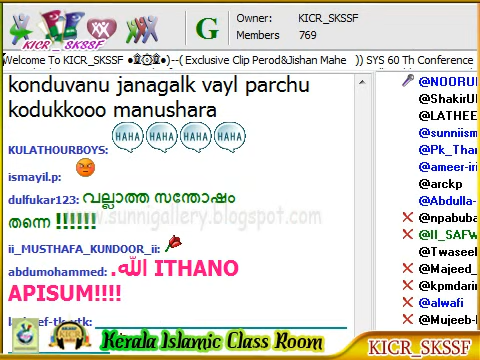 KICR_ SKSSF
G
Owner: KICR_SKSSF
Members 769
Welcome To KICR_SKSSF ●۩۞۩●)--( Exclusive Clip Perod&Jishan Mahe )) SYS 60 Th Conference
konduvanu janagalk vayl parchu
kodukkooo manushara
KULATHOURBOYS: HAHA HAHA HAHA HAHA
ismayil.p:
dulfukar123: വല്ലാത്ത സന്തോഷം
തന്നെ !!!!!!
www.sunnigallery.blogspot.com
ii_MUSTHAFA_KUNDOOR_ii:
abdumohammed: .الله ITHANO
APISUM!!!!
@NOORU
@ShakirUl
@LATHEE
@sunniism
@Pk_Than
@ameer-iri
@arckp
@Abdulla-
@npabuba
@II_SAFW
@Twaseel
@Majeed_
@kpmdarin
@alwafi
@Mujeeb-l
Kerala Islamic Class Room
KICR_SKSSF